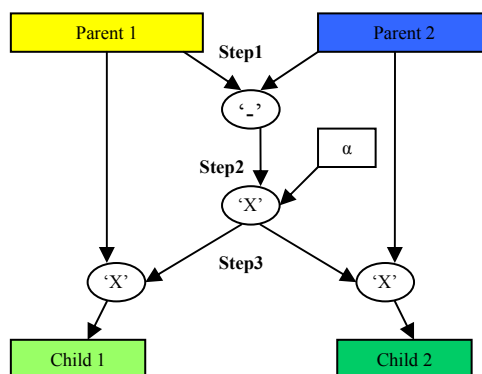 Parent 1
Parent 2
Step1
‘-’
Step2
α
‘X’
Step3
‘X’
‘X’
Child 1
Child 2